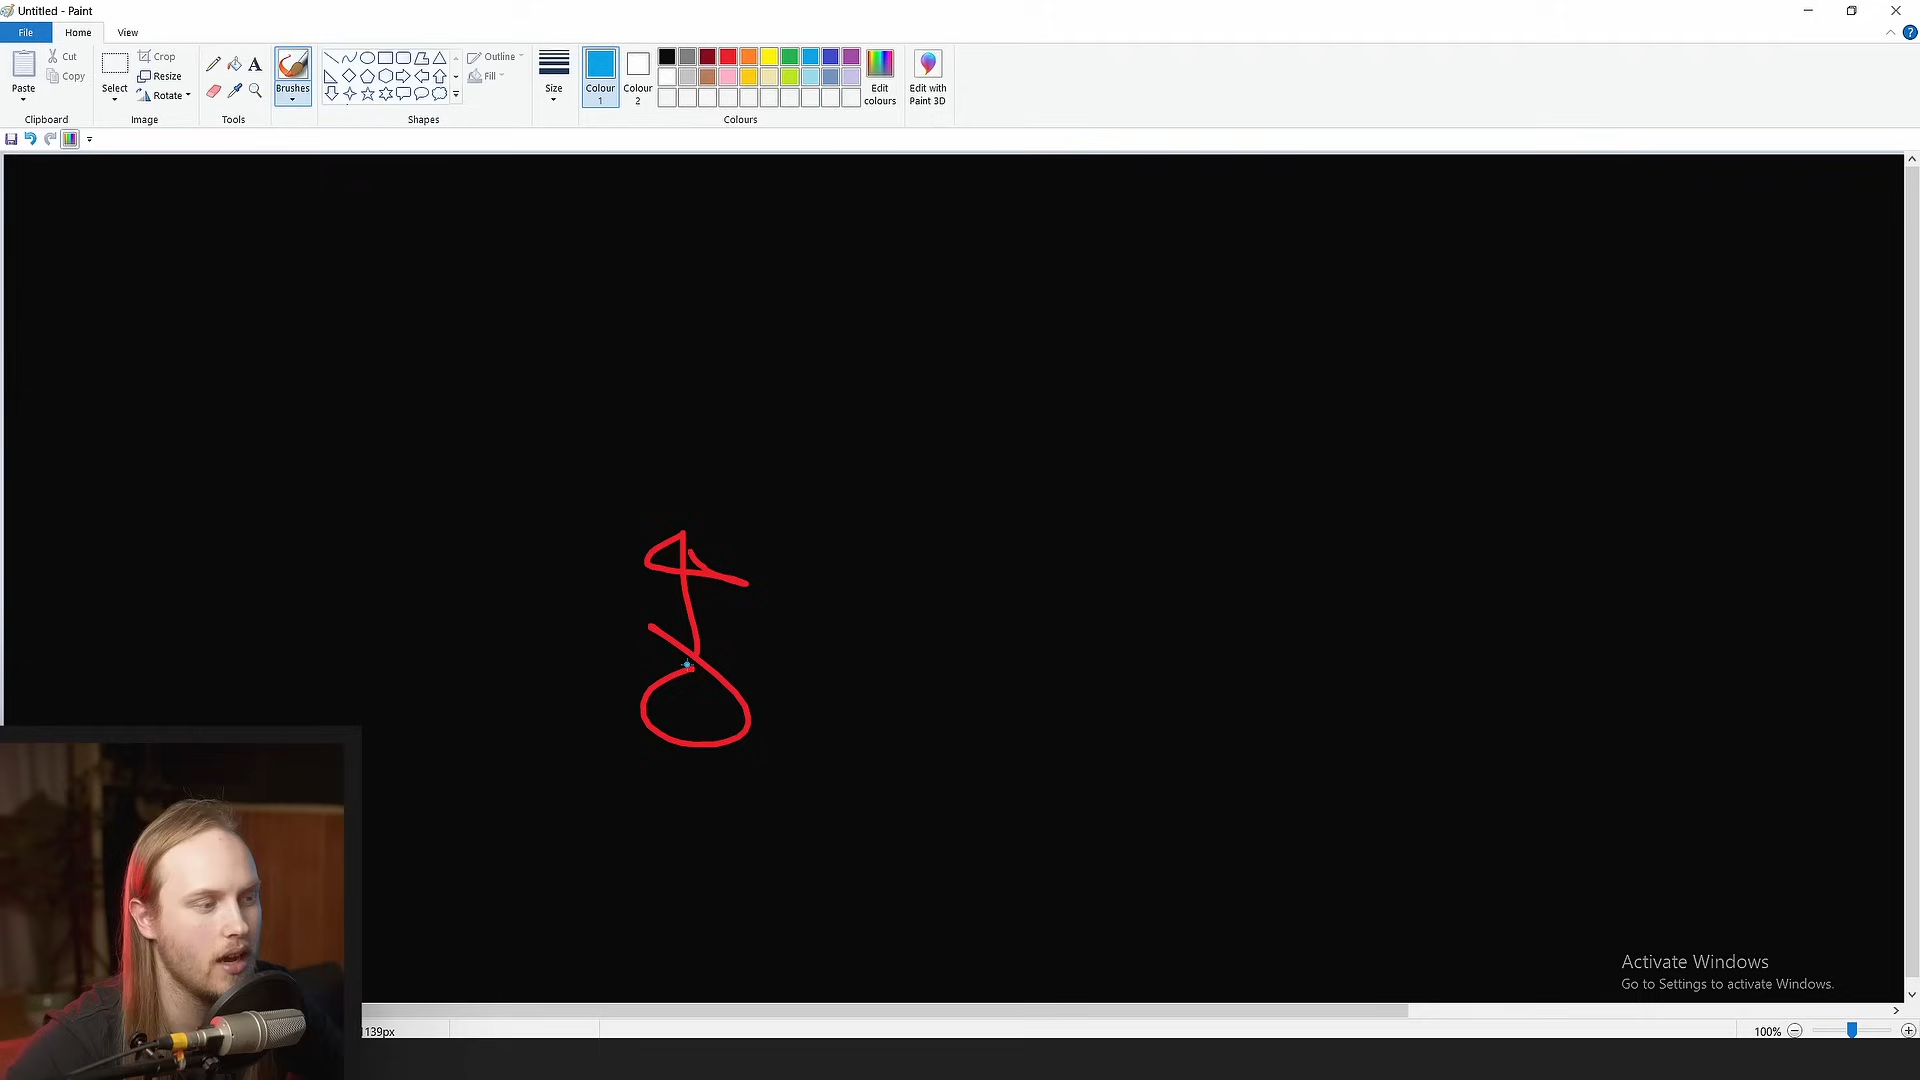 Untitled - Paint
File Home View
Paste
Cut
Copy
Clipboard
Select
Crop
Resize
Rotate
Image
A
Tools
Brushes
Outline
Fill
Shapes
Size
Colour 1
Colour 2
Edit colours
Edit with Paint 3D
Colours
Activate Windows
Go to Settings to activate Windows.
1139px
100%